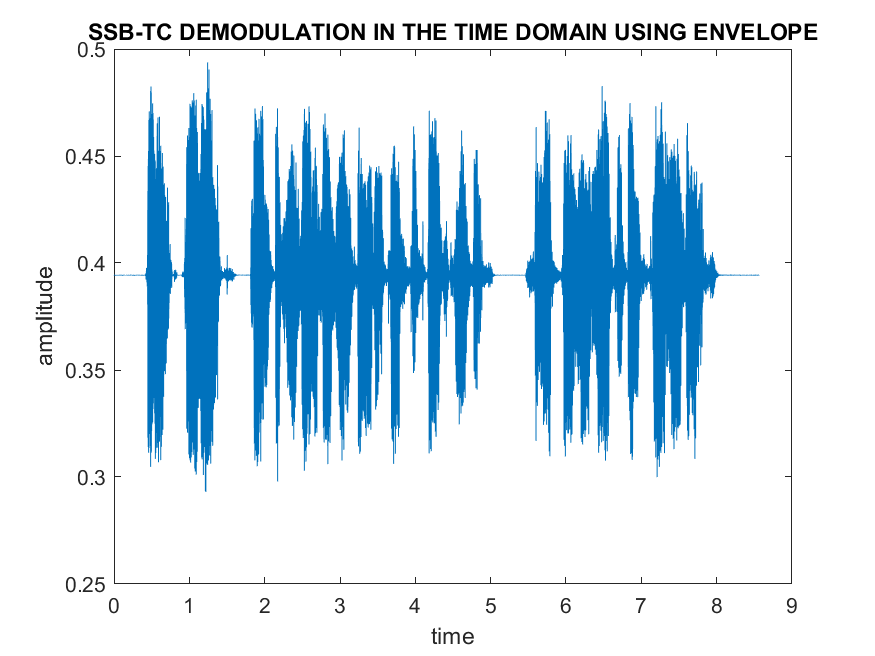 SSB-TC DEMODULATION IN THE TIME DOMAIN USING ENVELOPE
0.5
0.45
0.4
0.35
0.3
0.25
amplitude
0 1 2 3 4 5 6 7 8 9
time